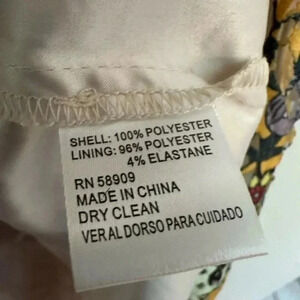 SHELL: 100% POLYESTER
LINING: 96% POLYESTER
4% ELASTANE
RN 58909
MADE IN CHINA
DRY CLEAN
VER AL DORSO PARA CUIDADO